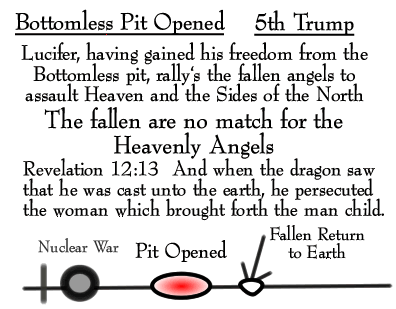 Bottomless Pit Opened 5th Trump
Lucifer, having gained his freedom from the
Bottomless pit, rally's the fallen angels to
assault Heaven and the Sides of the North
The fallen are no match for the
Heavenly Angels
Revelation 12:13 And when the dragon saw
that he was cast unto the earth, he persecuted
the woman which brought forth the man child.
Nuclear War
Pit Opened
Fallen Return
to Earth